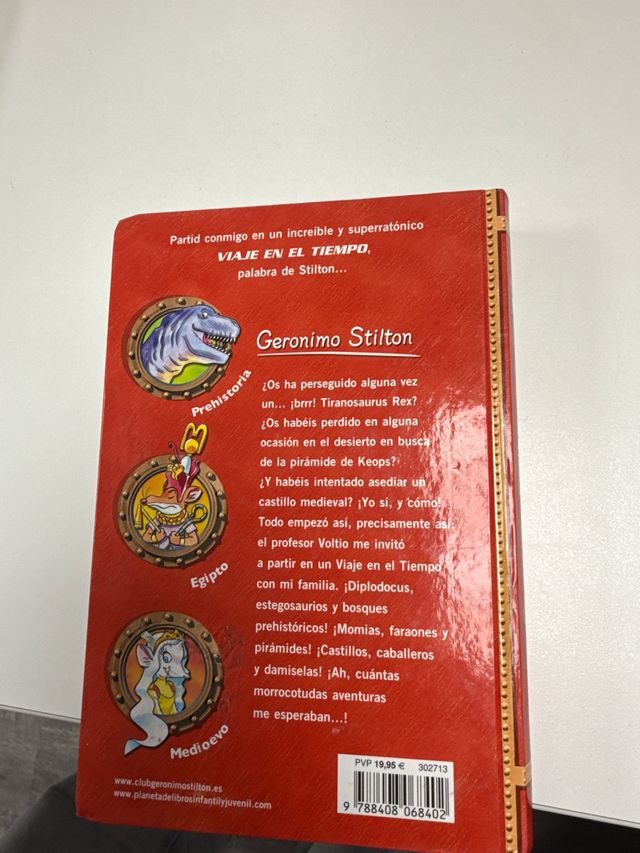 Partid conmigo en un increíble y superratónico
VIAJE EN EL TIEMPO,
palabra de Stilton...
Geronimo Stilton
Prehistoria
¿Os ha perseguido alguna vez
un... ¡brrr! Tiranosaurus Rex?
¿Os habéis perdido en alguna
ocasión en el desierto en busca
de la pirámide de Keops?
¿Y habéis intentado asediar un
castillo medieval? ¡Yo sí, y cómo!
Todo empezó así, precisamente así:
el profesor Voltio me invitó
a partir en un Viaje en el Tiempo
con mi familia. ¡Diplodocus,
estegosaurios y bosques
prehistóricos! ¡Momias, faraones y
pirámides! ¡Castillos, caballeros
y damiselas! ¡Ah, cuántas
morrocotudas aventuras
me esperaban...!
Egipto
Medioevo
www.clubgeronimostilton.es
www.planetadelibrosinfantilyjuvenil.com
PVP 19,95 € 302713
9 788408 068402